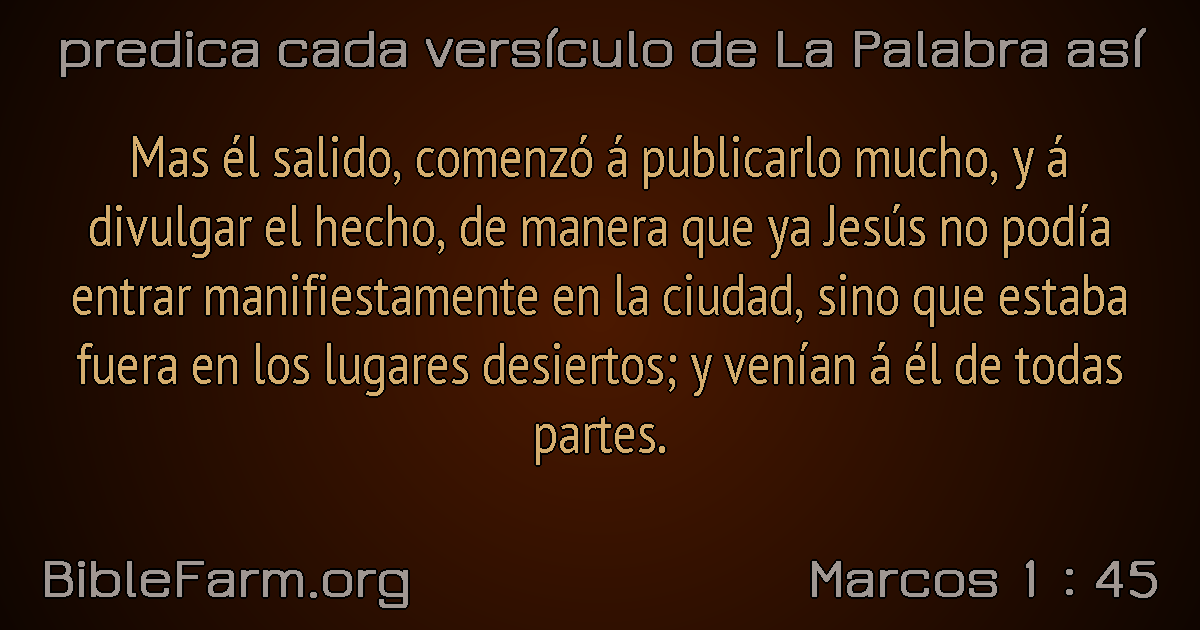 predica cada versículo de La Palabra así
Mas él salido, comenzó á publicarlo mucho, y á
divulgar el hecho, de manera que ya Jesús no podía
entrar manifiestamente en la ciudad, sino que estaba
fuera en los lugares desiertos; y venían á él de todas
partes.
BibleFarm.org
Marcos 1 : 45